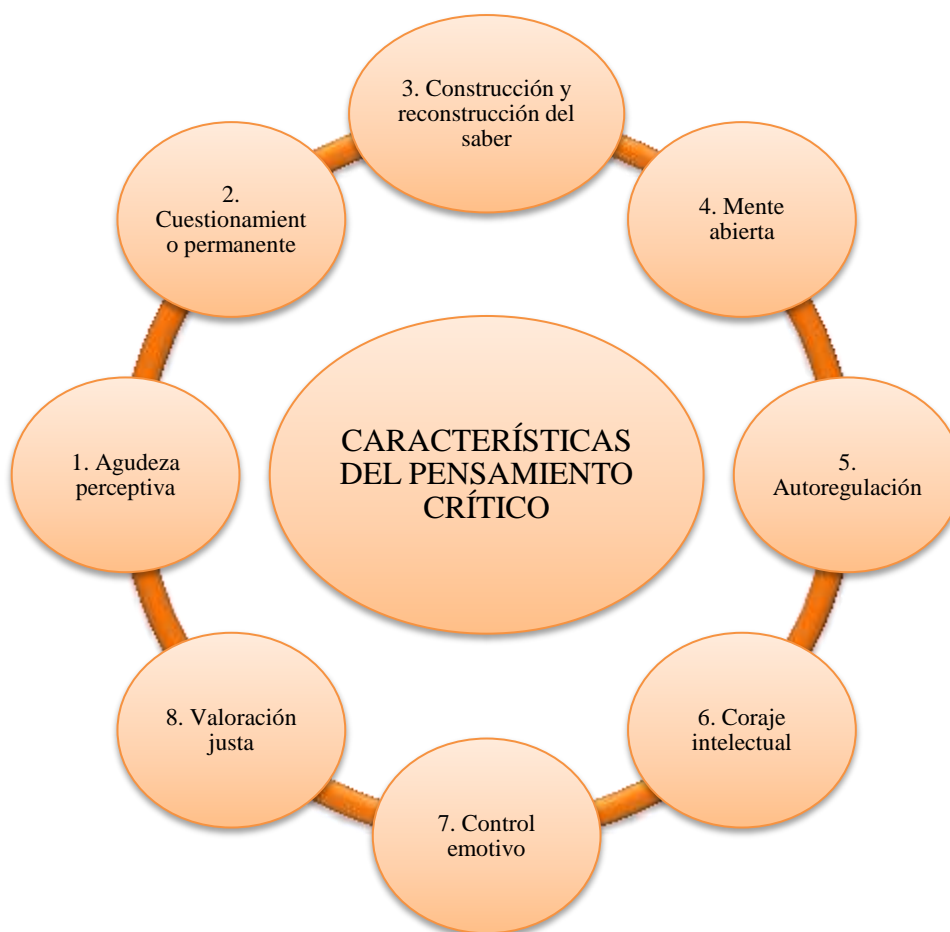 3. Construcción y
reconstrucción del
saber
2.
Cuestionamient
o permanente
4. Mente
abierta
CARACTERÍSTICAS
DEL PENSAMIENTO
CRÍTICO
1. Agudeza
perceptiva
5.
Autoregulación
8. Valoración
justa
6. Coraje
intelectual
7. Control
emotivo